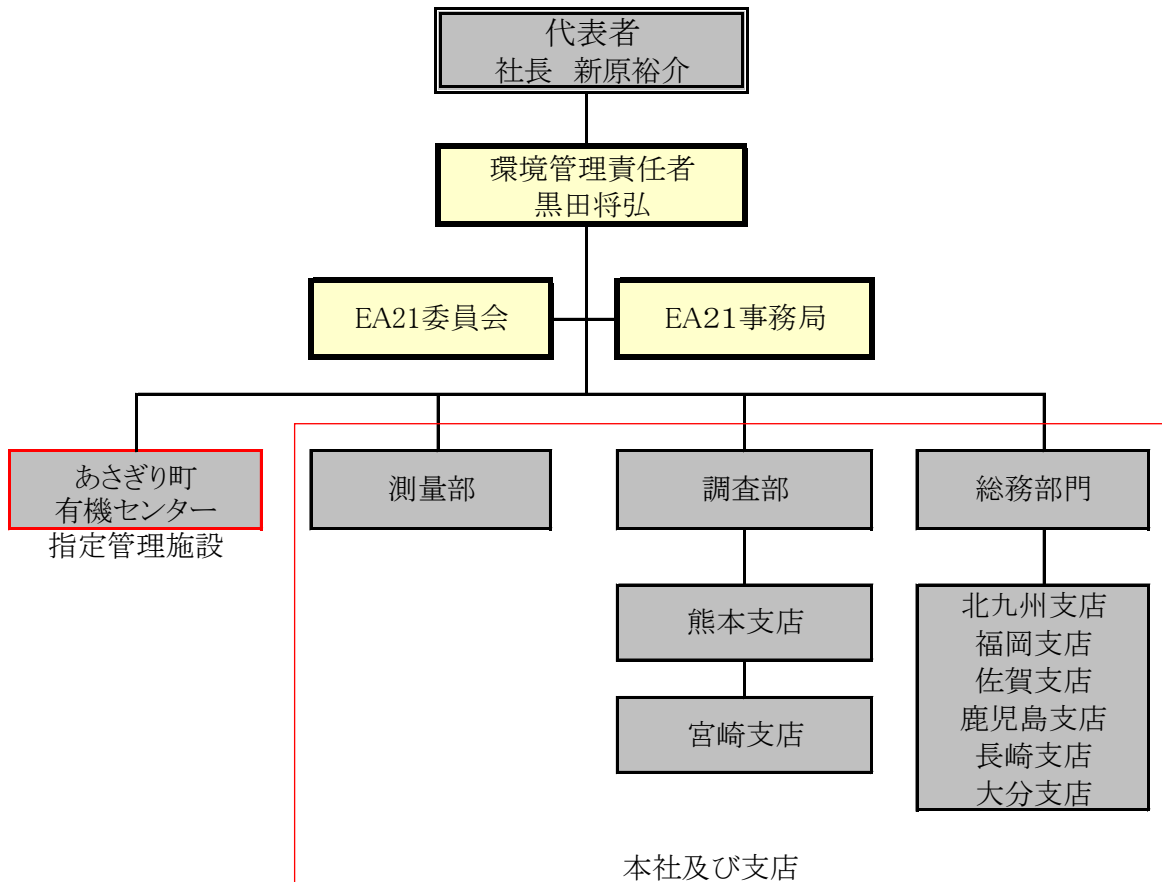 代表者
社長　新原裕介
環境管理責任者
黒田将弘
EA21委員会
EA２１事務局
あさぎり町
有機センター
指定管理施設
測量部
調査部
総務部門
熊本支店
宮崎支店
北九州支店
福岡支店
佐賀支店
鹿児島支店
長崎支店
大分支店
本社及び支店